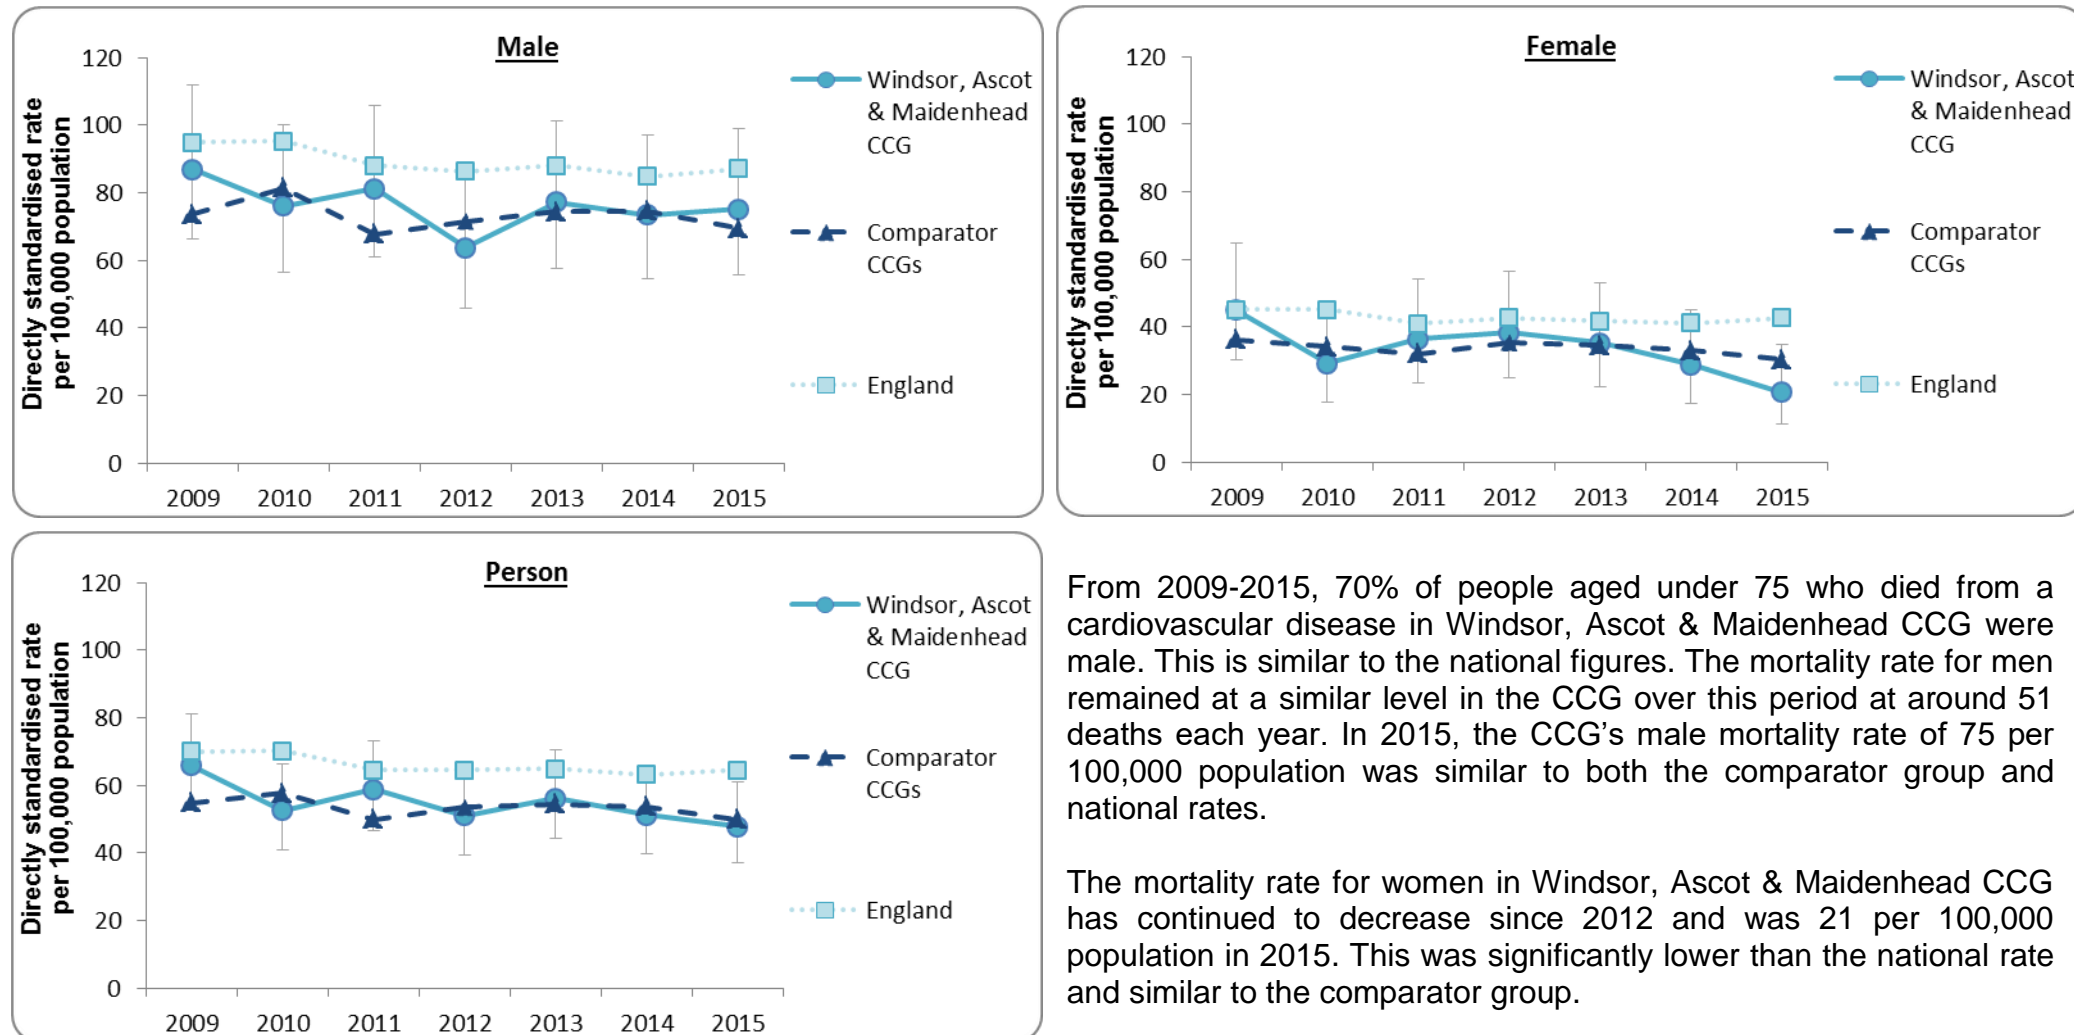 Male
Directly standardised rate
per 100,000 population
120
100
80
60
40
20
0
2009 2010 2011 2012 2013 2014 2015
Windsor, Ascot
& Maidenhead
CCG
Comparator
CCGs
England
Female
Directly standardised rate
per 100,000 population
120
100
80
60
40
20
0
2009 2010 2011 2012 2013 2014 2015
Windsor, Ascot
& Maidenhead
CCG
Comparator
CCGs
England
Person
Directly standardised rate
per 100,000 population
120
100
80
60
40
20
0
2009 2010 2011 2012 2013 2014 2015
Windsor, Ascot
& Maidenhead
CCG
Comparator
CCGs
England
From 2009-2015, 70% of people aged under 75 who died from a
cardiovascular disease in Windsor, Ascot & Maidenhead CCG were
male. This is similar to the national figures. The mortality rate for men
remained at a similar level in the CCG over this period at around 51
deaths each year. In 2015, the CCG’s male mortality rate of 75 per
100,000 population was similar to both the comparator group and
national rates.
The mortality rate for women in Windsor, Ascot & Maidenhead CCG
has continued to decrease since 2012 and was 21 per 100,000
population in 2015. This was significantly lower than the national rate
and similar to the comparator group.